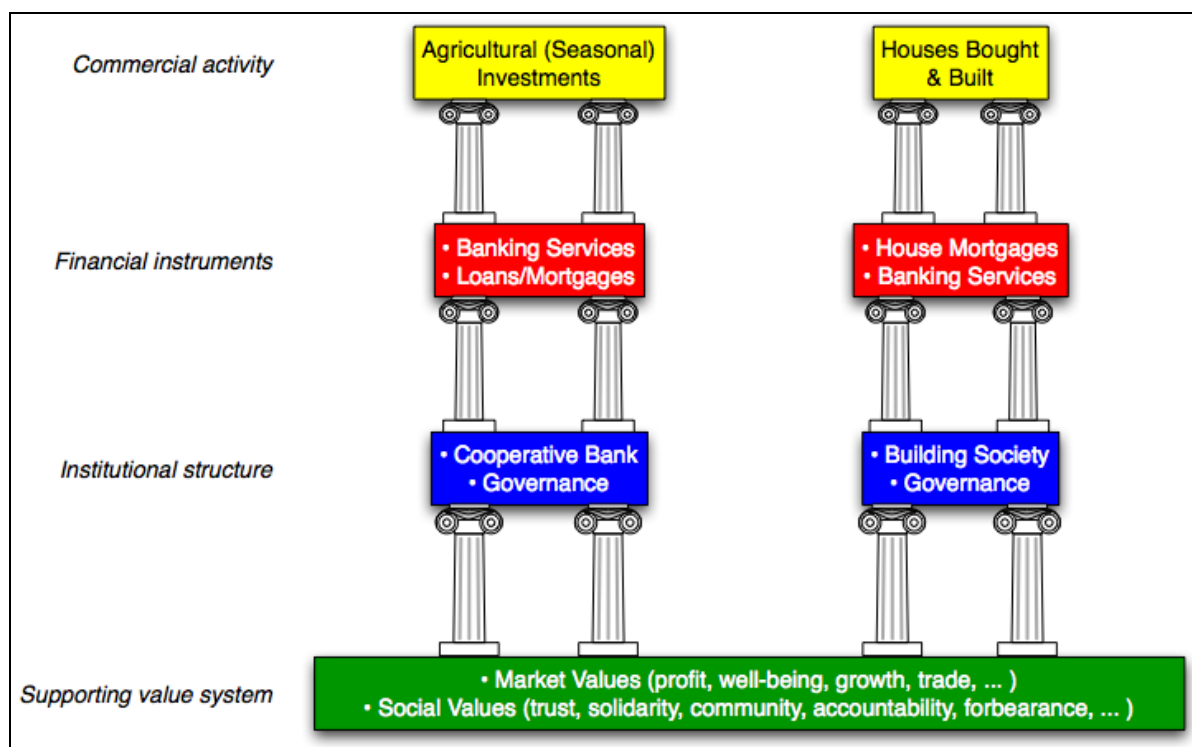 Commercial activity
Agricultural (Seasonal)
Investments
Houses Bought
& Built
Financial instruments
• Banking Services
• Loans/Mortgages
• House Mortgages
• Banking Services
Institutional structure
• Cooperative Bank
• Governance
• Building Society
• Governance
Supporting value system
• Market Values (profit, well-being, growth, trade, ... )
• Social Values (trust, solidarity, community, accountability, forbearance, ... )